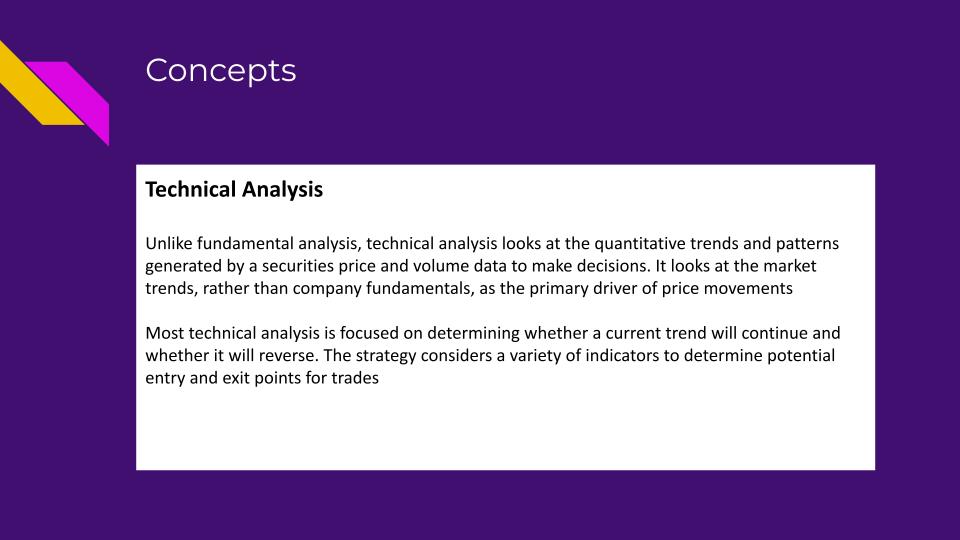 Concepts
Technical Analysis
Unlike fundamental analysis, technical analysis looks at the quantitative trends and patterns
generated by a securities price and volume data to make decisions. It looks at the market
trends, rather than company fundamentals, as the primary driver of price movements
Most technical analysis is focused on determining whether a current trend will continue and
whether it will reverse. The strategy considers a variety of indicators to determine potential
entry and exit points for trades